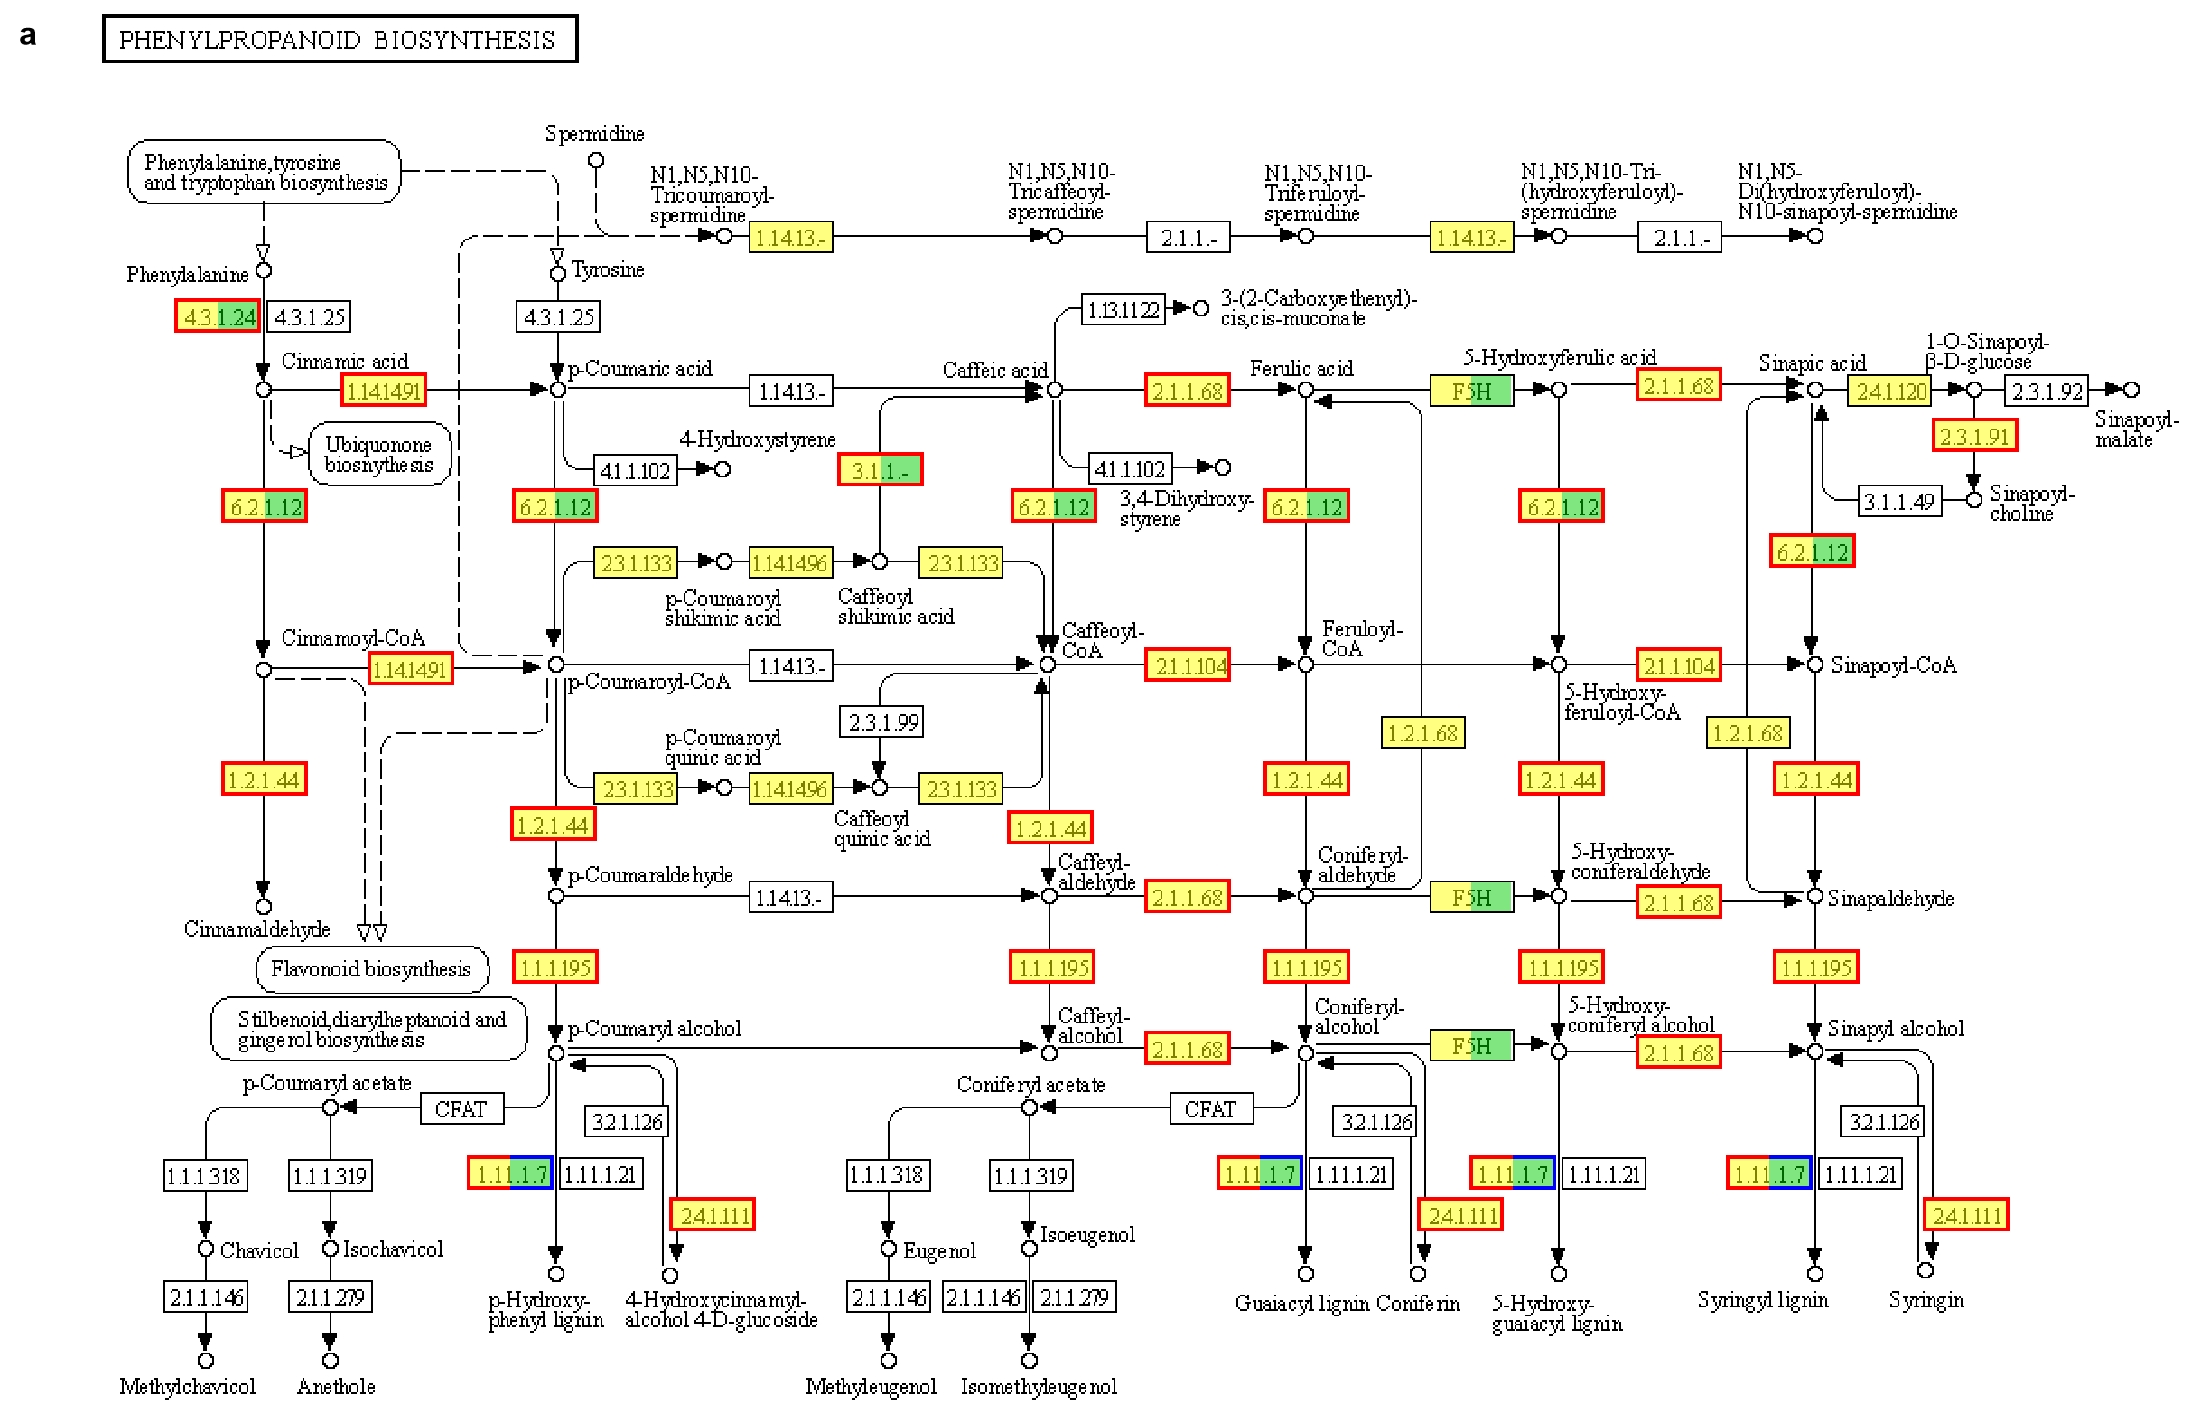 a
PHENYLPROPANOID BIOSYNTHESIS
Spermidine
Phenylalanine,tyrosine
and tryptophan biosynthesis
N1,N5,N10-
Tricoumaroyl-
spermidine
N1,N5,N10-
Tricaffeoyl-
spermidine
N1,N5,N10-
Triferuloyl-
spermidine
N1,N5,N10-Tri-
(hydroxyferuloyl)-
spermidine
N1,N5-
Di(hydroxyferuloyl)-
N10-sinapoyl-spermidine
1.14.13.-
2.1.1.-
1.14.13.-
2.1.1.-
Phenylalanine
Tyrosine
4.3.1.24
4.3.1.25
4.3.1.25
1.13.11.22
3-(2-Carboxyethenyl)-
cis,cis-muconate
Cinnamic acid
p-Coumaric acid
Caffeic acid
Ferulic acid
5-Hydroxyferulic acid
Sinapic acid
1-O-Sinapoyl-
β-D-glucose
1.14.14.91
1.14.13.-
2.1.1.68
F5H
2.1.1.68
2.4.1.120
2.3.1.92
Sinapoyl-
malate
2.3.1.91
Ubiquonone
biosnythesis
4-Hydroxystyrene
4.1.1.102
3.1.1.-
4.1.1.102
3,4-Dihydroxy-
styrene
3.1.1.49
Sinapoyl-
choline
6.2.1.12
6.2.1.12
6.2.1.12
6.2.1.12
6.2.1.12
6.2.1.12
2.3.1.133
1.14.14.96
2.3.1.133
p-Coumaroyl
shikimic acid
Caffeoyl
shikimic acid
Cinnamoyl-CoA
1.14.14.91
p-Coumaroyl-CoA
1.14.13.-
Caffeoyl-
CoA
2.1.1.104
Feruloyl-
CoA
2.1.1.104
Sinapoyl-CoA
5-Hydroxy-
feruloyl-CoA
2.3.1.99
1.2.1.68
1.2.1.68
p-Coumaroyl
quinic acid
1.2.1.44
2.3.1.133
1.14.14.96
2.3.1.133
1.2.1.44
1.2.1.44
1.2.1.44
1.2.1.44
Caffeoyl
quinic acid
1.2.1.44
p-Coumaraldehyde
1.14.13.-
Caffeyl-
aldehyde
2.1.1.68
Coniferyl-
aldehyde
F5H
5-Hydroxy-
coniferaldehyde
2.1.1.68
Sinapaldehyde
Cinnamaldehyde
Flavonoid biosynthesis
1.1.1.195
1.1.1.195
1.1.1.195
1.1.1.195
1.1.1.195
Stilbenoid,diarylheptanoid and
gingerol biosynthesis
p-Coumaryl alcohol
Caffeyl-
alcohol
2.1.1.68
Coniferyl-
alcohol
F5H
5-Hydroxy-
coniferyl alcohol
2.1.1.68
Sinapyl alcohol
p-Coumaryl acetate
CFAT
Coniferyl acetate
CFAT
3.2.1.126
3.2.1.126
3.2.1.126
1.1.1.318
1.1.1.319
1.11.1.7
1.11.1.21
1.1.1.318
1.1.1.319
1.11.1.7
1.11.1.21
1.11.1.7
1.11.1.21
1.11.1.7
1.11.1.21
2.4.1.111
2.4.1.111
2.4.1.111
Chavicol
Isochavicol
Eugenol
Isoeugenol
2.1.1.146
2.1.1.279
2.1.1.146
2.1.1.146
2.1.1.279
p-Hydroxy-
phenyl lignin
4-Hydroxycinnamyl-
alcohol 4-D-glucoside
Guaiacyl lignin
Coniferin
5-Hydroxy-
guaiacyl lignin
Syringyl lignin
Syringin
Methylchavicol
Anethole
Methyleugenol
Isomethyleugenol